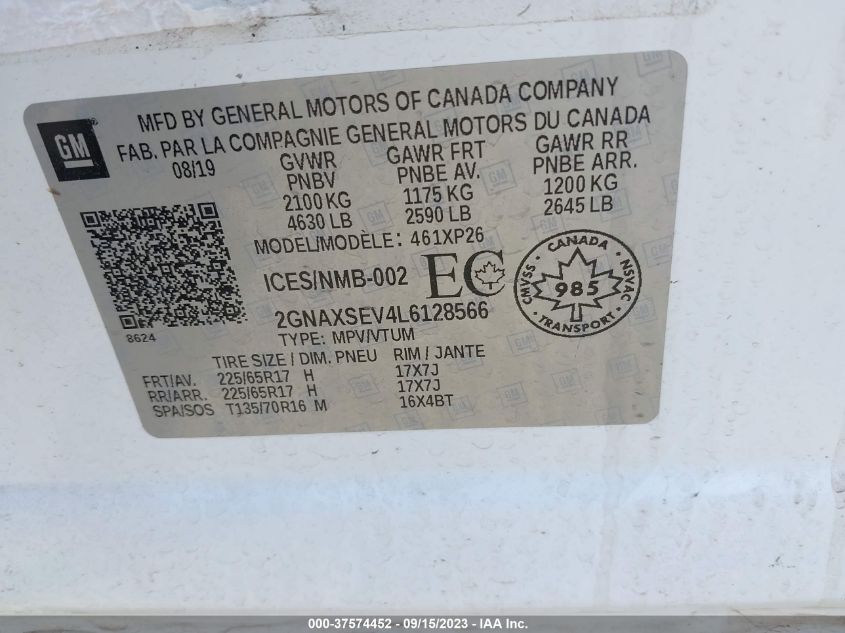 MFD BY GENERAL MOTORS OF CANADA COMPANY
FAB. PAR LA COMPAGNIE GENERAL MOTORS DU CANADA
GM
08/19 GVWR GAWR FRT GAWR RR
PNBV PNBE AV. PNBE ARR.
2100 KG 1175 KG 1200 KG
4630 LB 2590 LB 2645 LB
MODEL/MODÈLE: 461XP26
ICES/NMB-002 EC
CANADA
CMVSS 985 NSVAC
TRANSPORT
2GNAXSEV4L6128566
8624
TYPE: MPV/VTUM
TIRE SIZE / DIM. PNEU RIM / JANTE
FRT/AV. 225/65R17 H 17X7J
RR/ARR. 225/65R17 H 17X7J
SPA/SOS T135/70R16 M 16X4BT
000-37574452 - 09/15/2023 - IAA Inc.